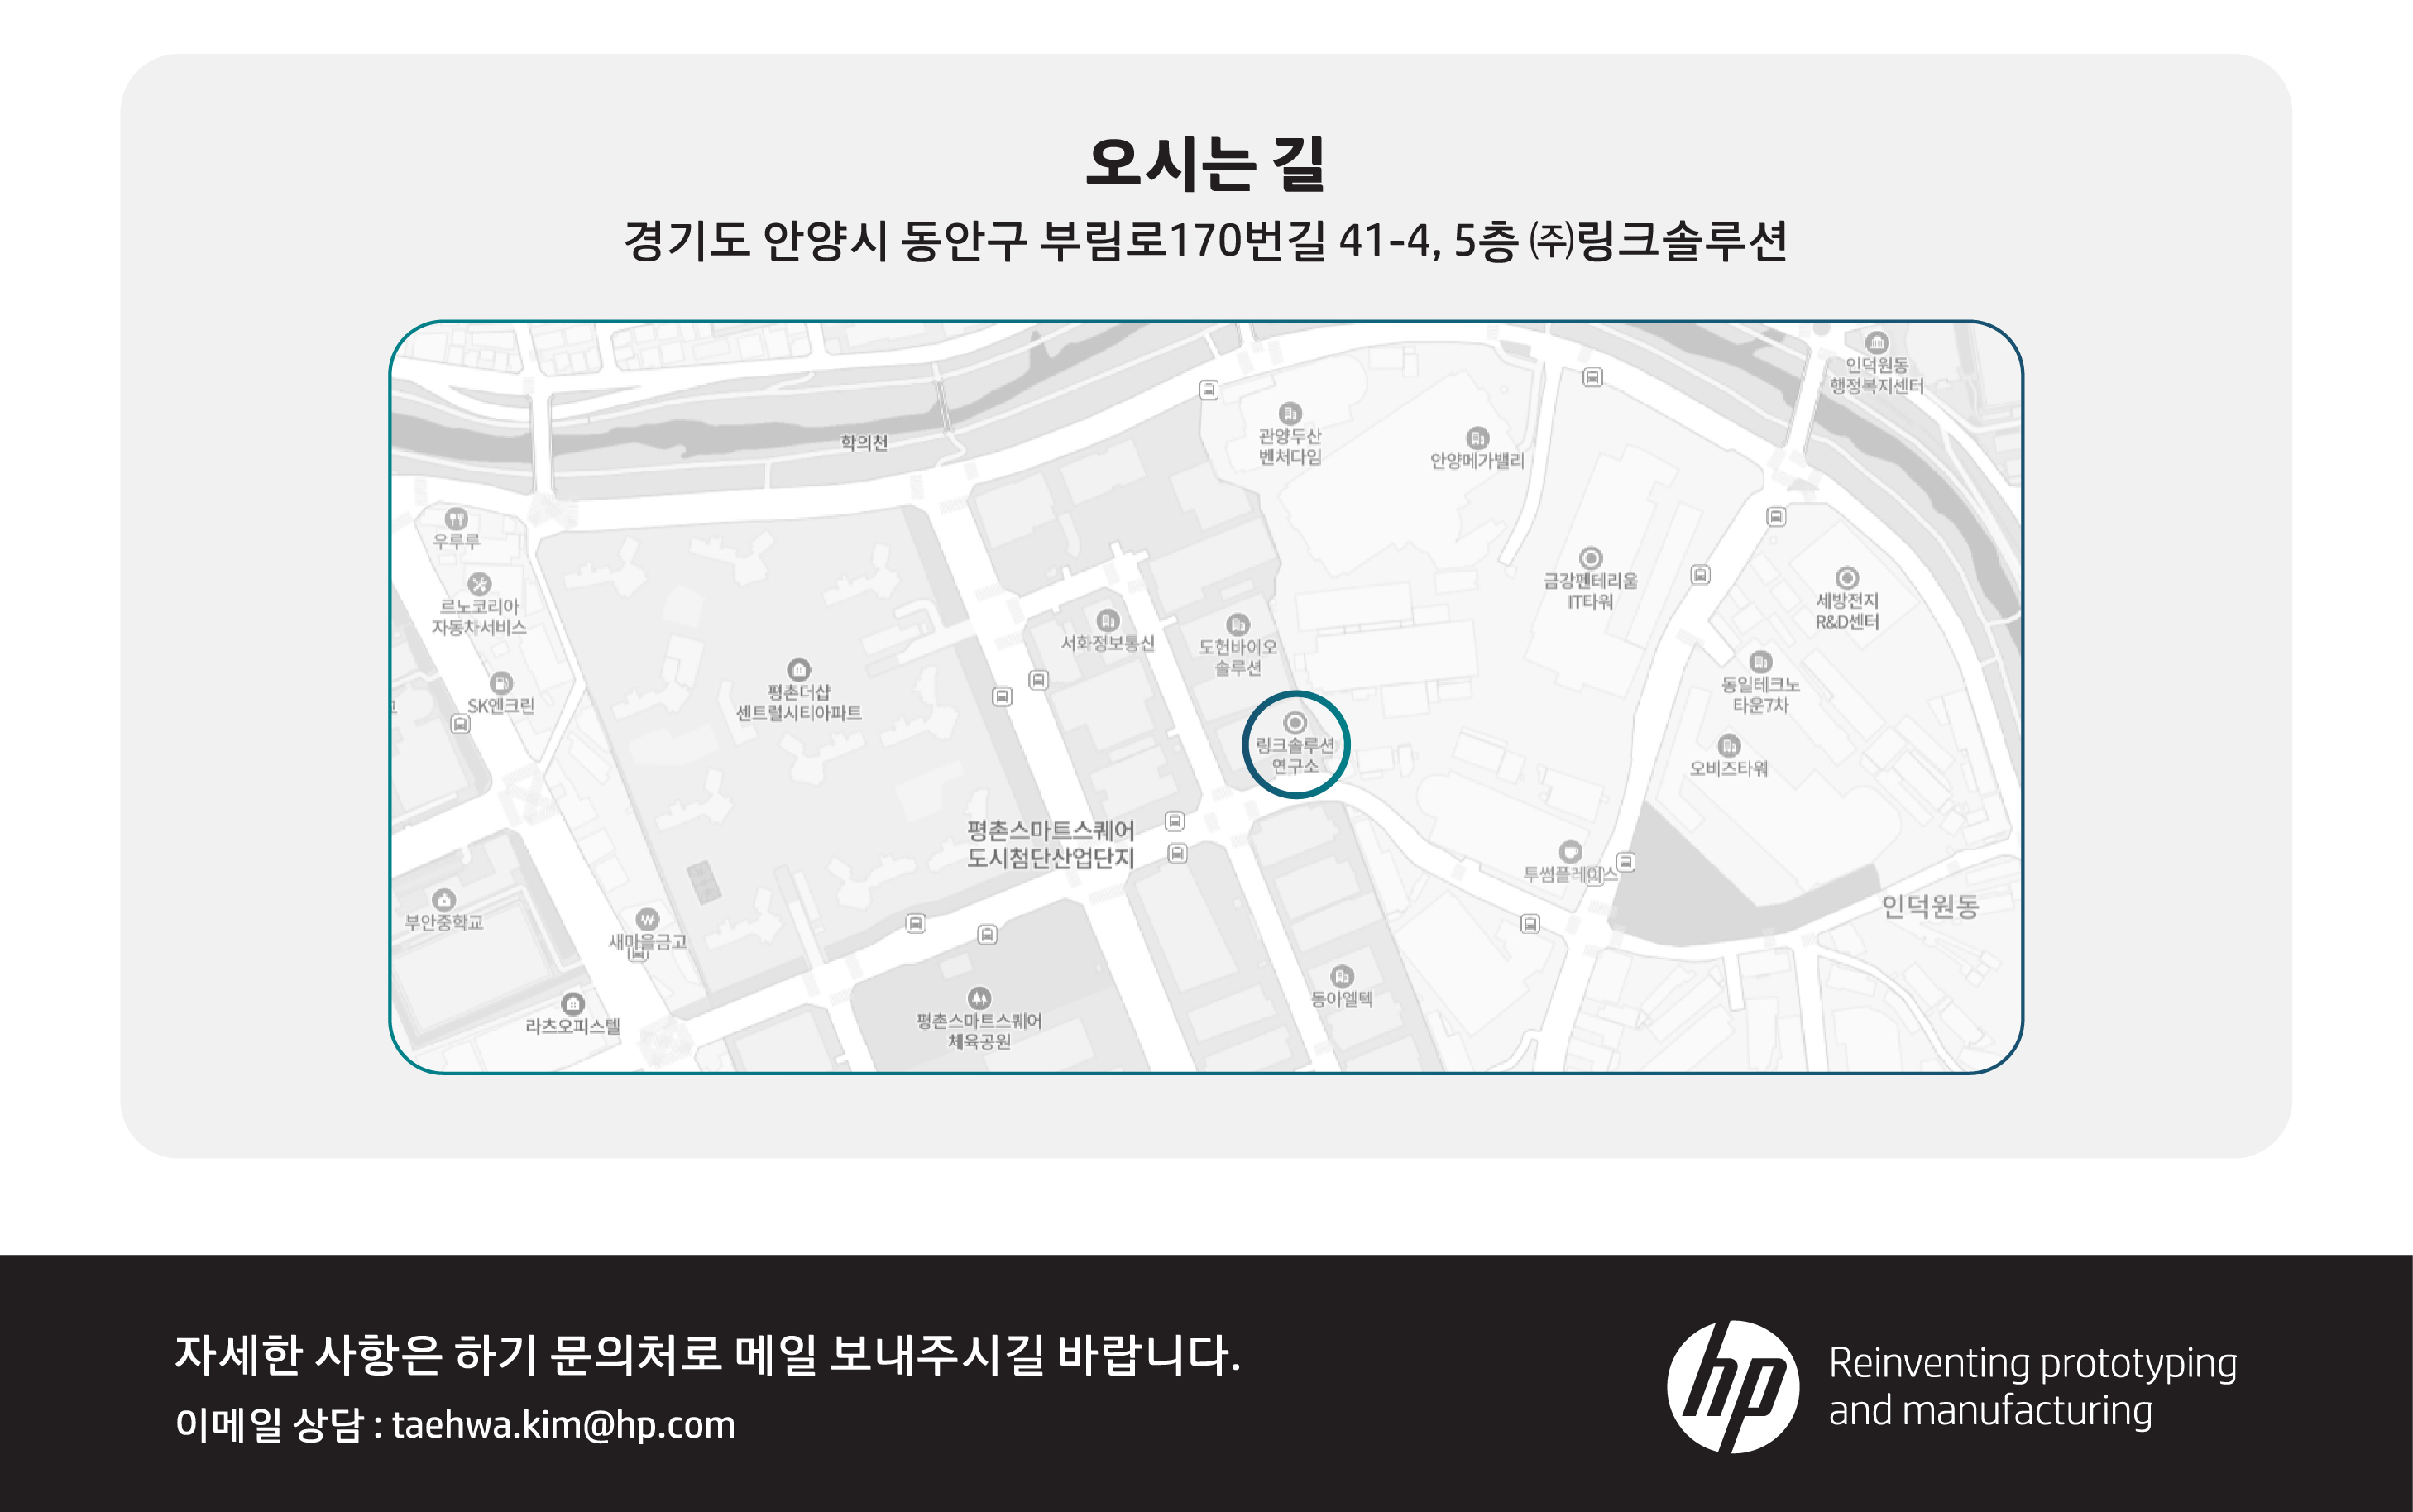 오시는 길
경기도 안양시 동안구 부림로170번길 41-4, 5층 ㈜링크솔루션
인덕원동
행정복지센터
학의천
관양두산
벤처다임
안양메가밸리
우루루
르노코리아
자동차서비스
금강펜테리움
IT타워
세방전지
R&D센터
서화정보통신
도헌바이오
솔루션
SK엔크린
평촌더샵
센트럴시티아파트
동일테크노
타운7차
링크솔루션
연구소
오비즈타워
평촌스마트스퀘어
도시첨단산업단지
투썸플레이스
인덕원동
부안중학교
새마을금고
라츠오피스텔
평촌스마트스퀘어
체육공원
동아엘텍
자세한 사항은 하기 문의처로 메일 보내주시길 바랍니다.
이메일 상담 : taehwa.kim@hp.com
hp
Reinventing prototyping
and manufacturing